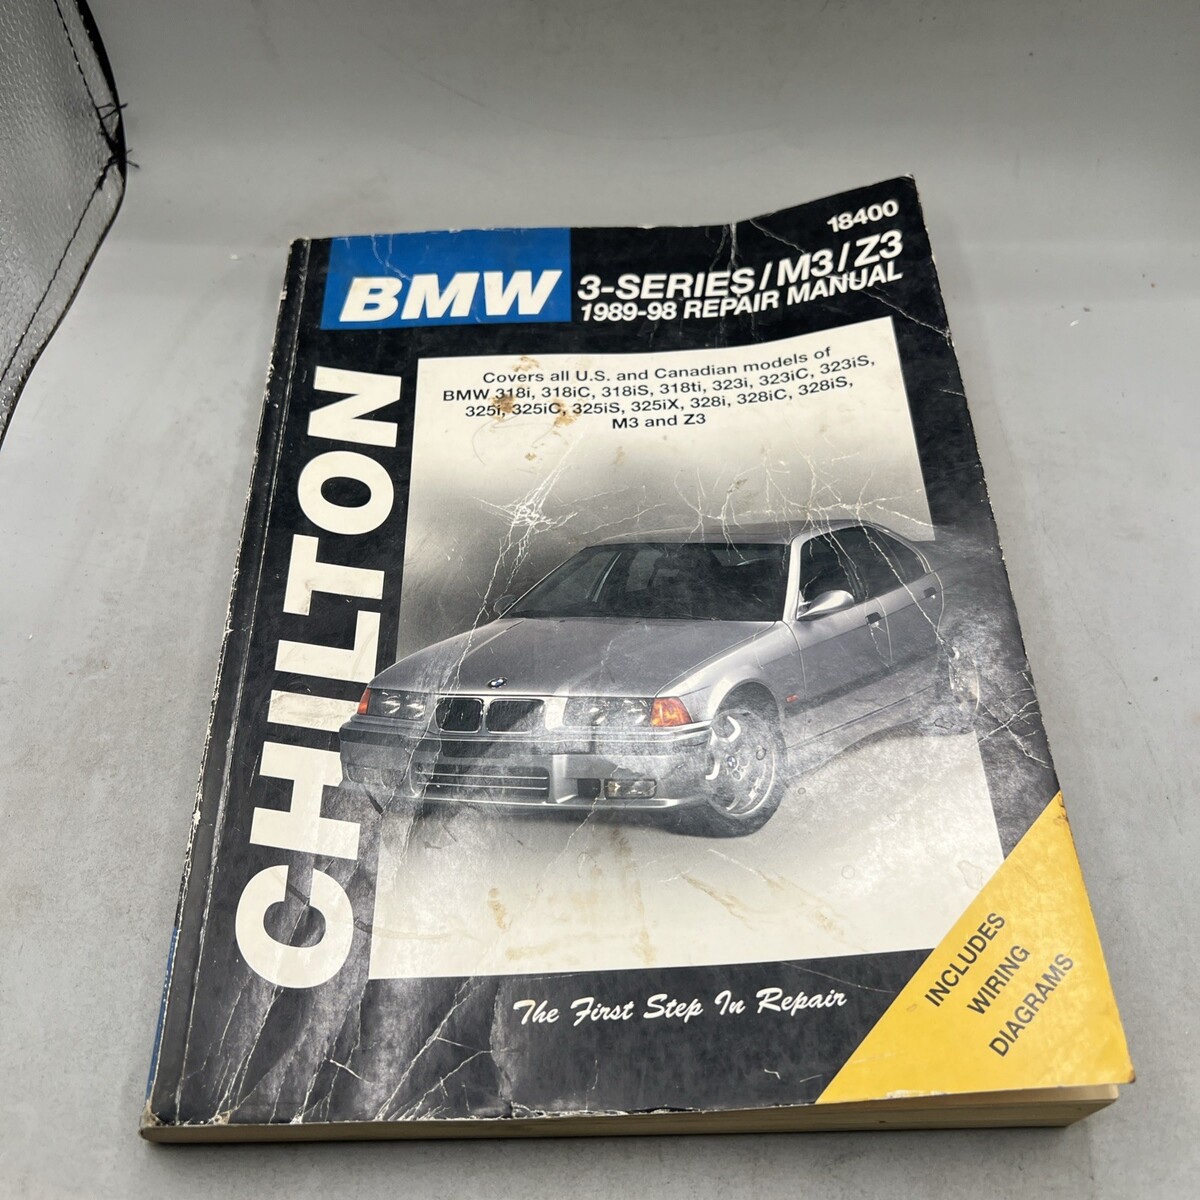 18400
BMW
3-SERIES/M3/Z3
1989-98 REPAIR MANUAL
CHILTON
Covers all U.S. and Canadian models of
BMW 318i, 318iC, 318iS, 318ti, 323i, 323iC, 323iS,
325i, 325iC, 325iS, 325iX, 328i, 328iC, 328iS,
M3 and Z3
The First Step In Repair
INCLUDES
WIRING
DIAGRAMS